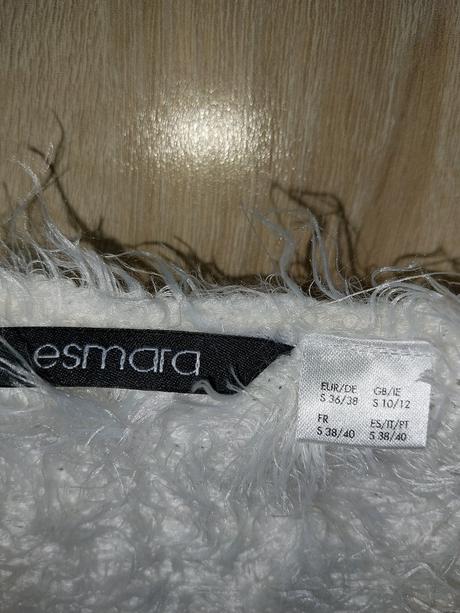 esmara
EUR/DE GB/IE
S 36/38 S 10/12
FR ES/IT/PT
S 38/40 S 38/40